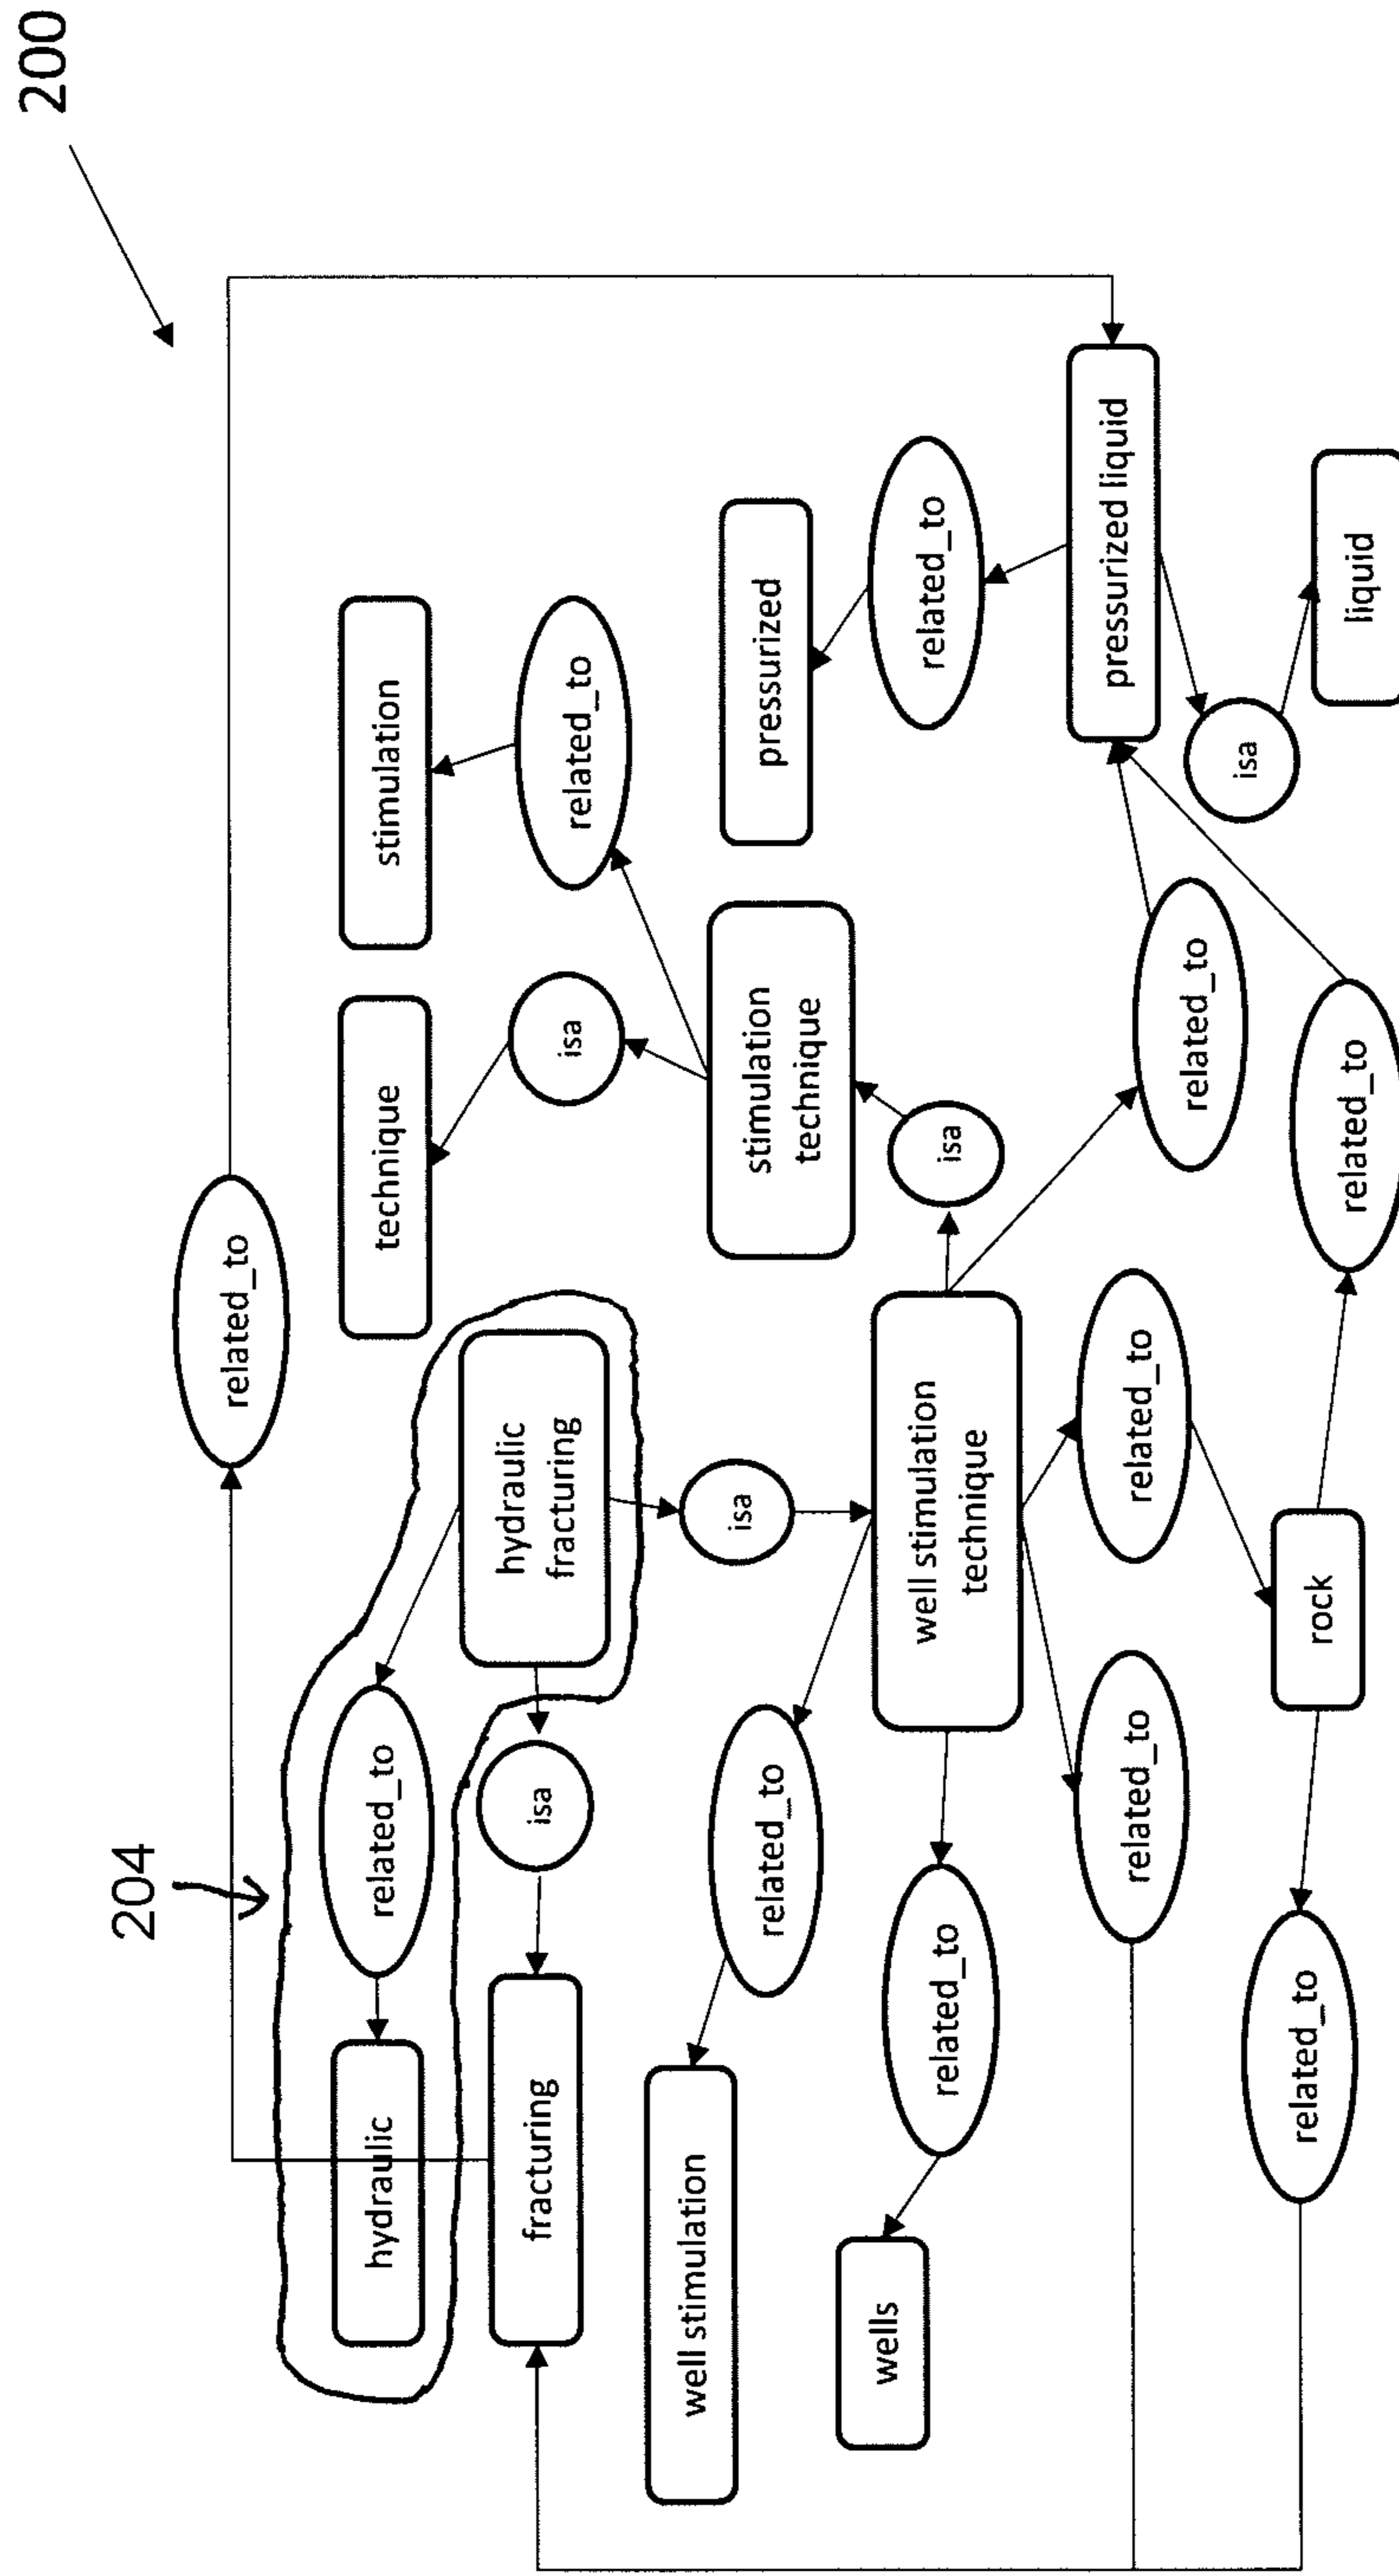 200
204
related_to
hydraulic
related_to
technique
stimulation
fracturing
isa
hydraulic
fracturing
isa
related_to
well stimulation
related_to
isa
stimulation
technique
pressurized
wells
related_to
well stimulation
technique
isa
related_to
related_to
related_to
related_to
pressurized liquid
related_to
rock
related_to
isa
liquid